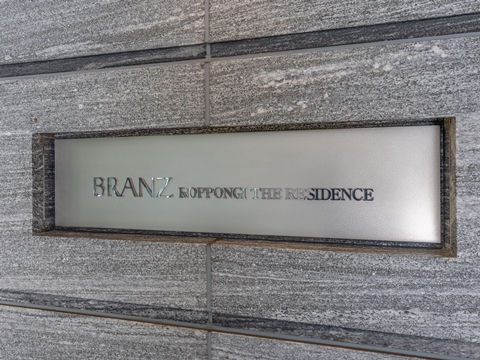 BRANZ ROPPONGI THE RESIDENCE